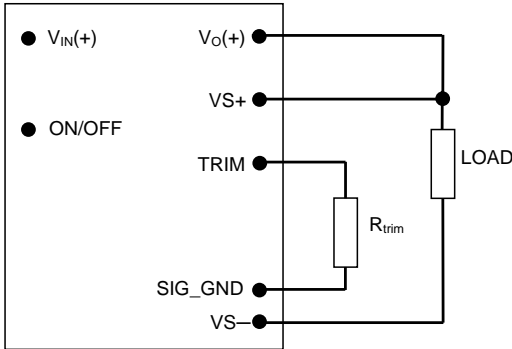 V_IN(+)
V_O(+)
VS+
ON/OFF
TRIM
LOAD
R_trim
SIG_GND
VS─